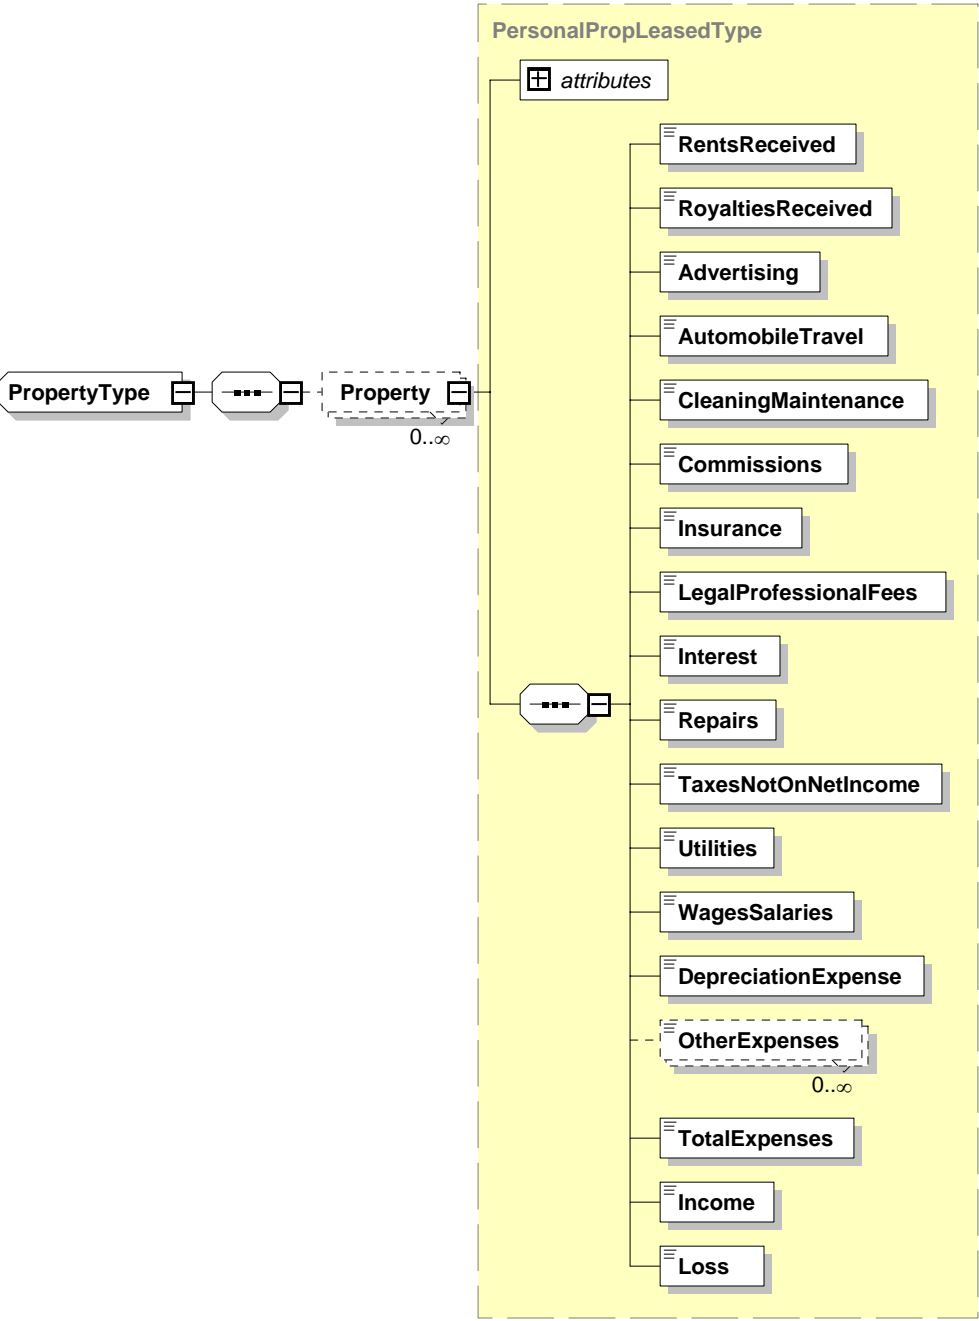 PersonalPropLeasedType
attributes
RentsReceived
RoyaltiesReceived
Advertising
AutomobileTravel
PropertyType
Property
0..∞
CleaningMaintenance
Commissions
Insurance
LegalProfessionalFees
Interest
Repairs
TaxesNotOnNetIncome
Utilities
WagesSalaries
DepreciationExpense
OtherExpenses
0..∞
TotalExpenses
Income
Loss